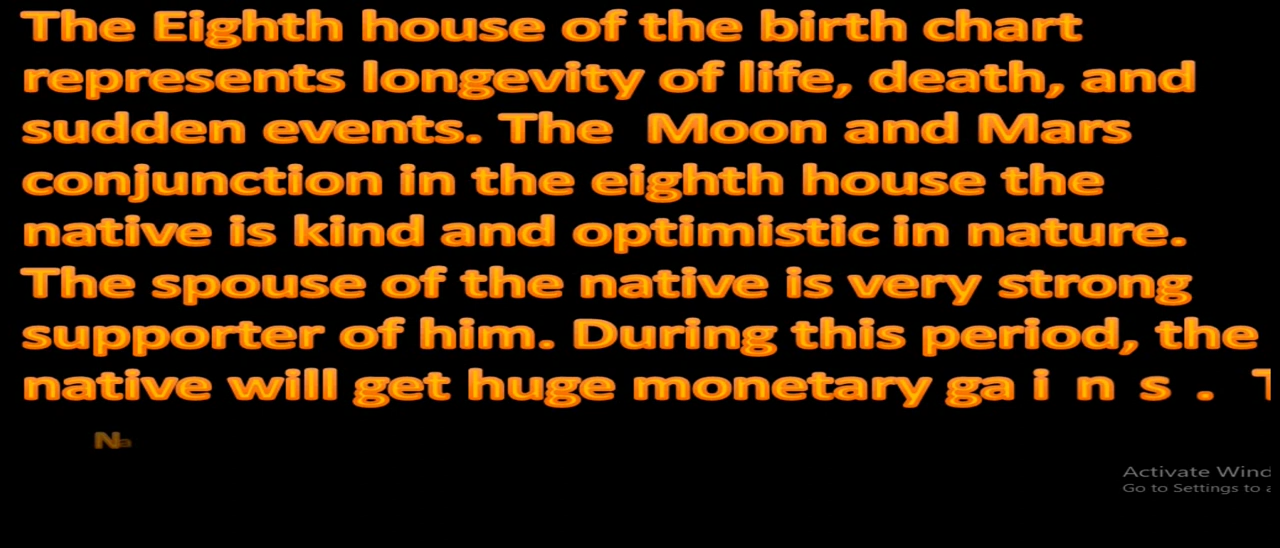 The Eighth house of the birth chart
represents longevity of life, death, and
sudden events. The Moon and Mars
conjunction in the eighth house the
native is kind and optimistic in nature.
The spouse of the native is very strong
supporter of him. During this period, the
native will get huge monetary gains. T
Na
Activate Wind
Go to Settings to a